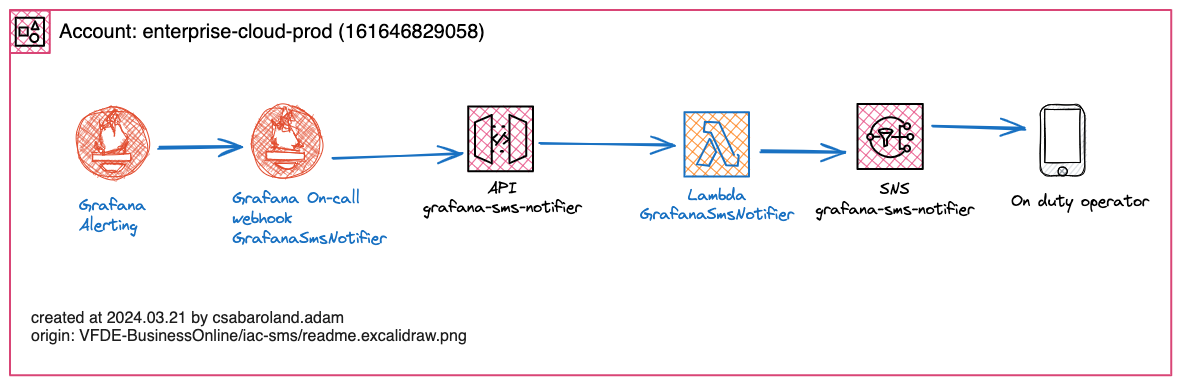 Account: enterprise-cloud-prod (161646829058)
Grafana
Alerting
Grafana On-call
webhook
GrafanaSmsNotifier
API
grafana-sms-notifier
Lambda
GrafanaSmsNotifier
SNS
grafana-sms-notifier
On duty operator
created at 2024.03.21 by csabaroland.adam
origin: VFDE-BusinessOnline/iac-sms/readme.excalidraw.png